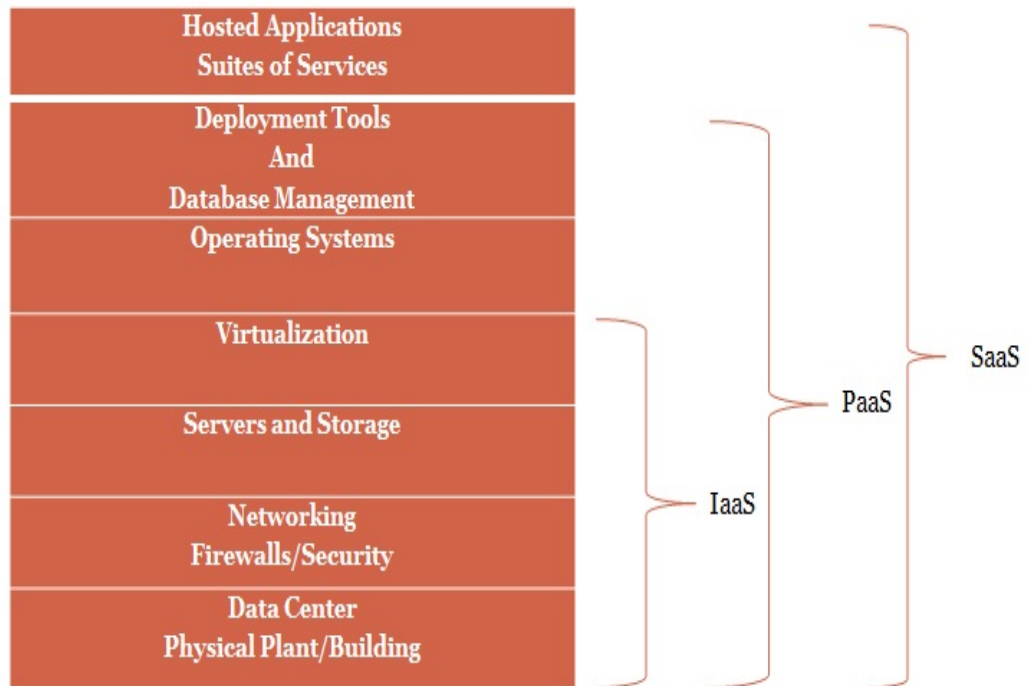 Hosted Applications
Suites of Services
Deployment Tools
And
Database Management
Operating Systems
Virtualization
Servers and Storage
Networking
Firewalls/Security
Data Center
Physical Plant/Building
IaaS
PaaS
SaaS